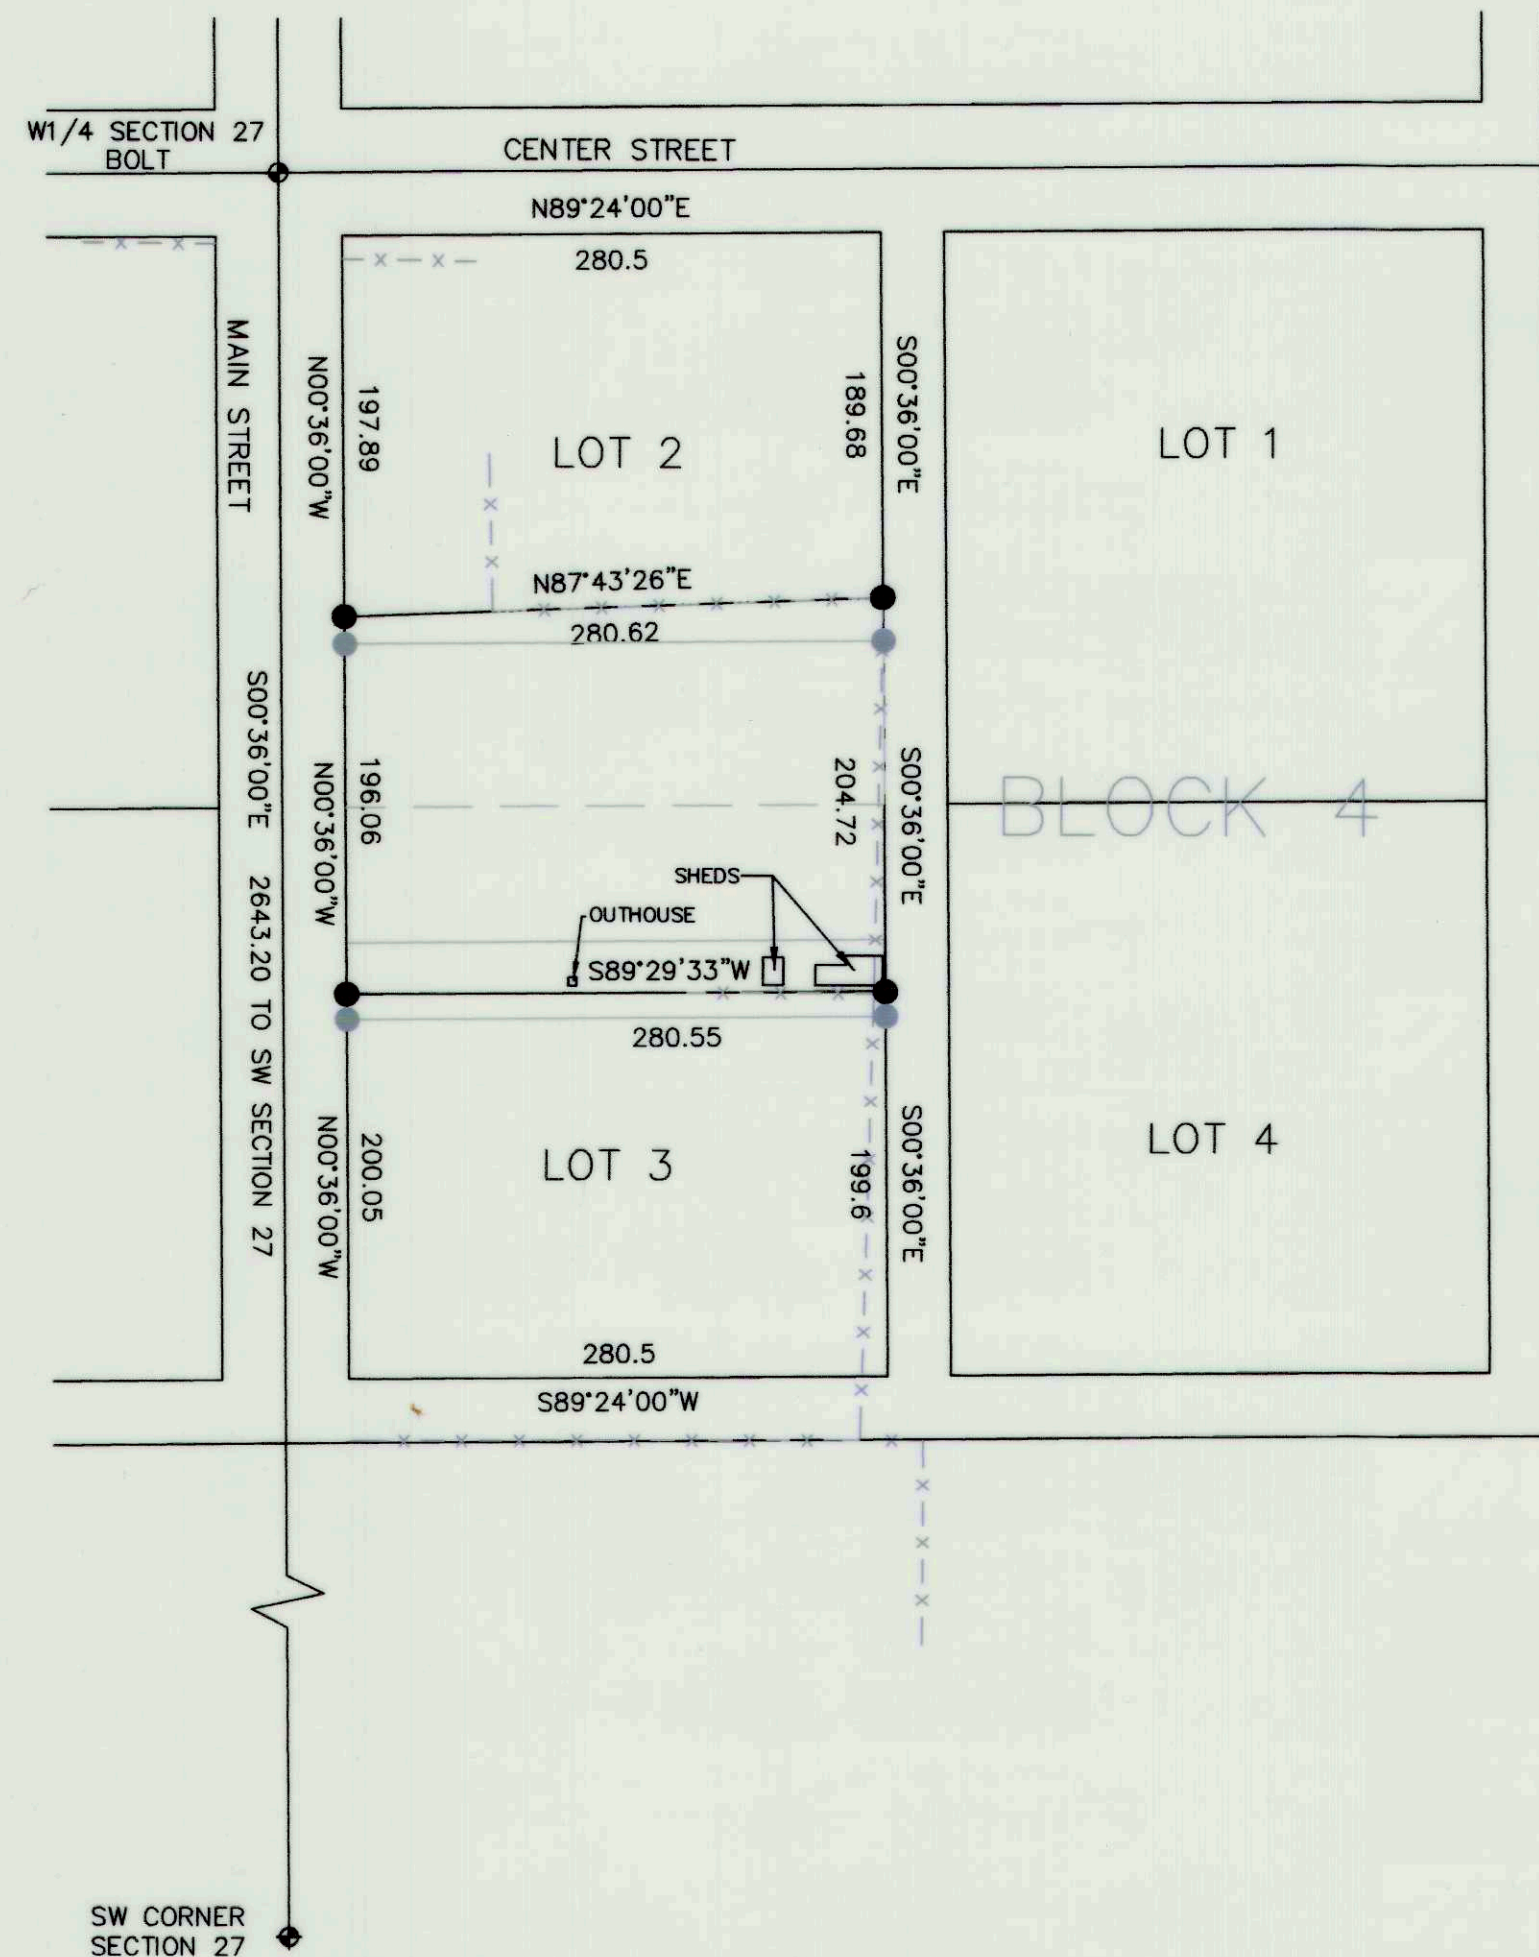 W1/4 SECTION 27
BOLT
CENTER STREET
N89°24'00"E
280.5
MAIN STREET
N00°36'00"W
197.89
189.68
S00°36'00"E
LOT 2
LOT 1
N87°43'26"E
280.62
S00°36'00"E 2643.20 TO SW SECTION 27
N00°36'00"W
196.06
204.72
S00°36'00"E
BLOCK 4
SHEDS
OUTHOUSE
S89°29'33"W
280.55
N00°36'00"W
200.05
199.6
S00°36'00"E
LOT 3
LOT 4
280.5
S89°24'00"W
SW CORNER
SECTION 27